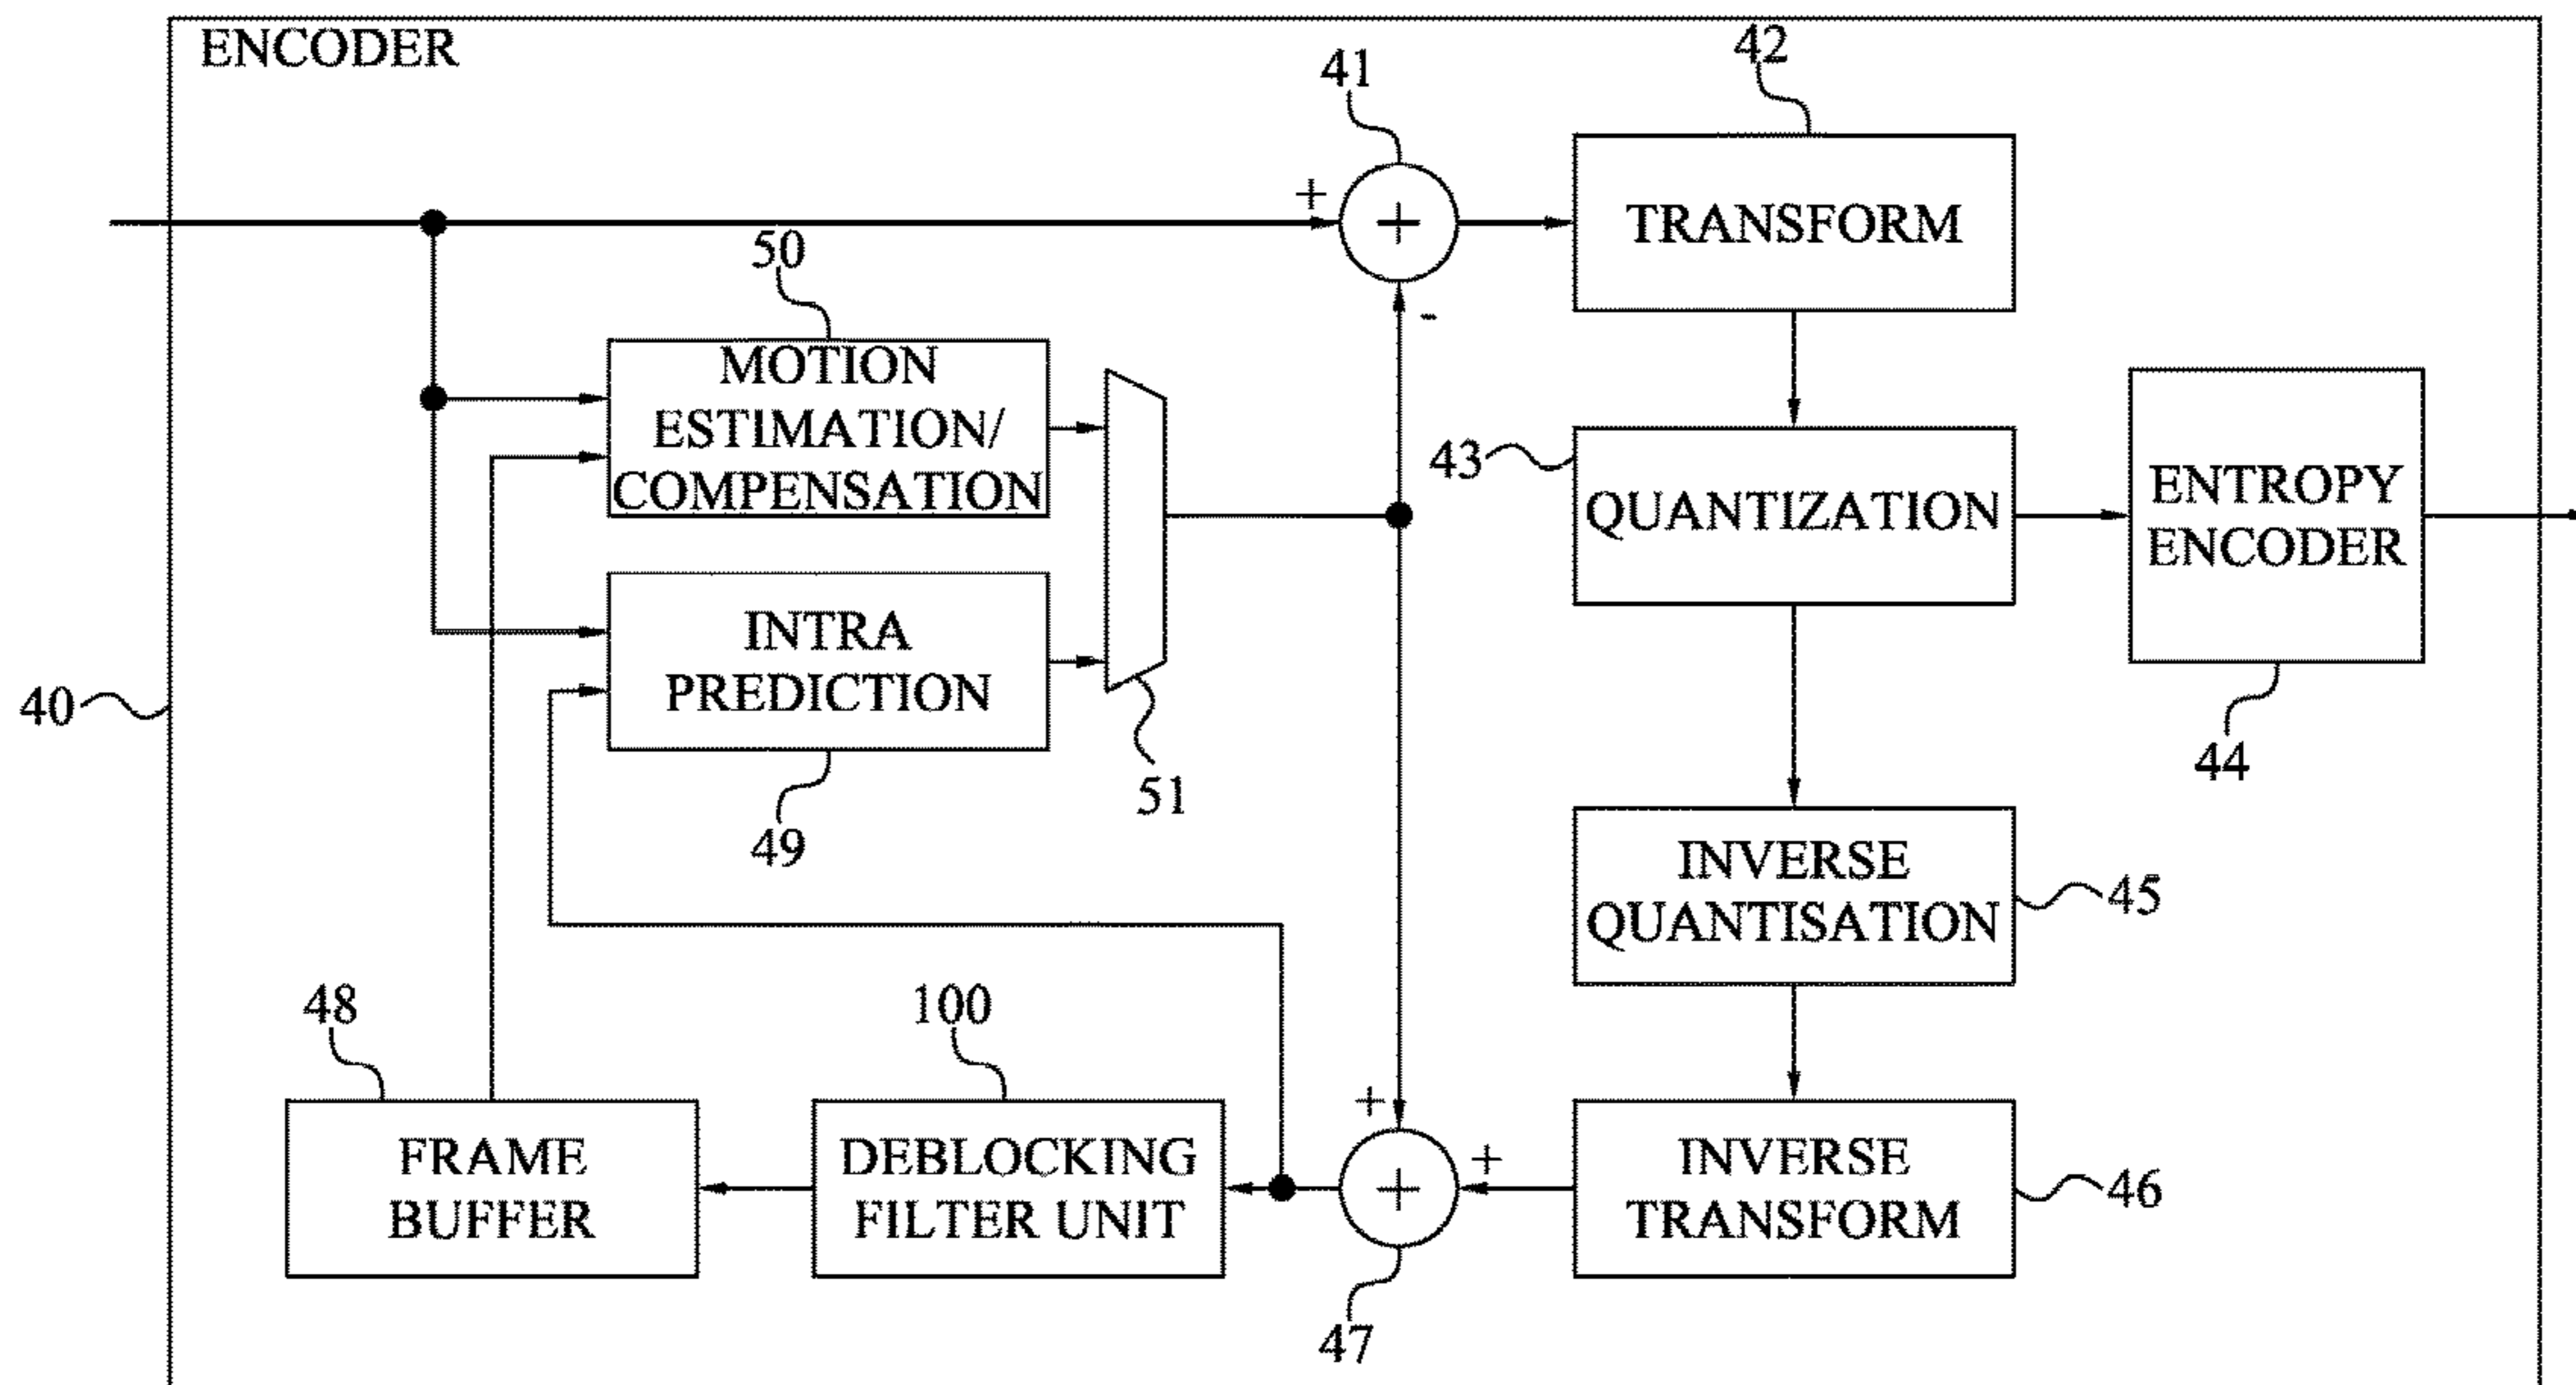 ENCODER
41
42
+
+
TRANSFORM
50
-
MOTION
ESTIMATION/
COMPENSATION
43
QUANTIZATION
ENTROPY
ENCODER
INTRA
PREDICTION
40
51
44
49
INVERSE
QUANTISATION
45
48
100
+
+
FRAME
BUFFER
DEBLOCKING
FILTER UNIT
+
INVERSE
TRANSFORM
46
47